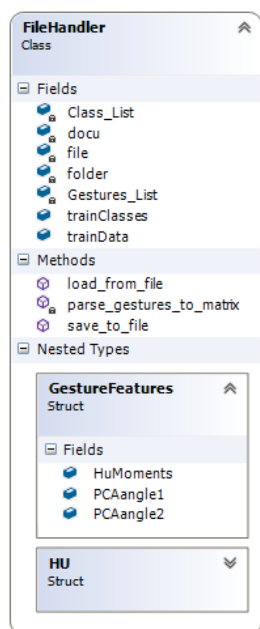 FileHandler
Class
Fields
Class_List
docu
file
folder
Gestures_List
trainClasses
trainData
Methods
load_from_file
parse_gestures_to_matrix
save_to_file
Nested Types
GestureFeatures
Struct
Fields
HuMoments
PCAangle1
PCAangle2
HU
Struct